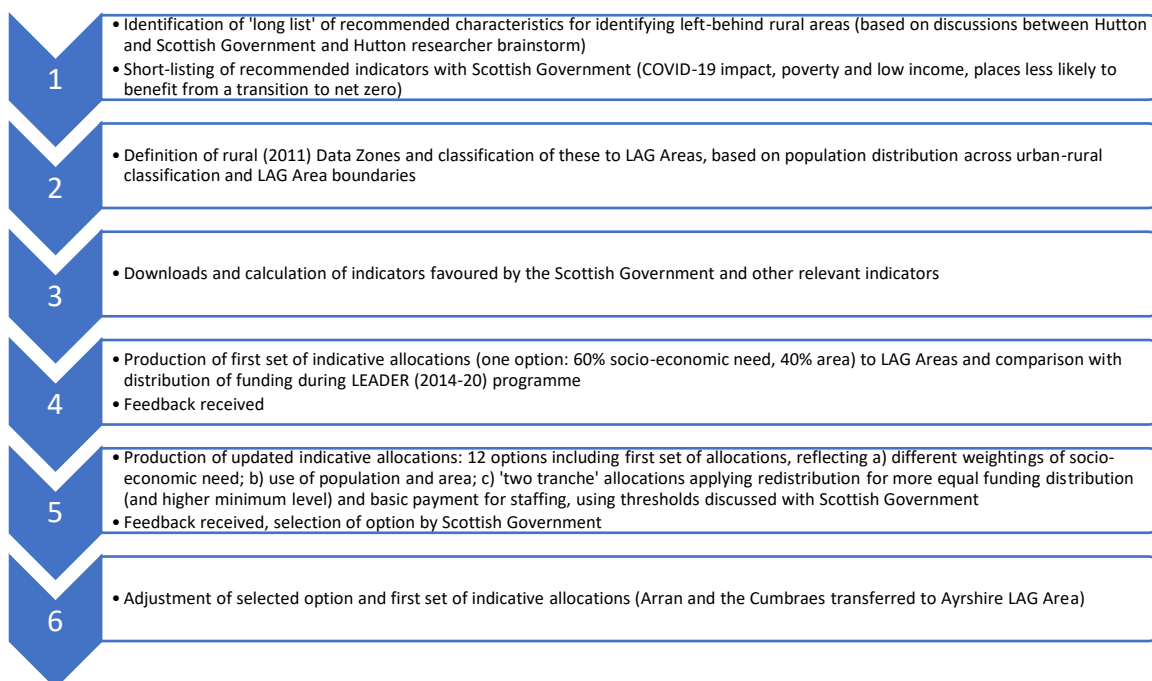 • Identification of 'long list' of recommended characteristics for identifying left-behind rural areas (based on discussions between Hutton
and Scottish Government and Hutton researcher brainstorm)
• Short-listing of recommended indicators with Scottish Government (COVID-19 impact, poverty and low income, places less likely to
benefit from a transition to net zero)
1
• Definition of rural (2011) Data Zones and classification of these to LAG Areas, based on population distribution across urban-rural
classification and LAG Area boundaries
2
• Downloads and calculation of indicators favoured by the Scottish Government and other relevant indicators
3
• Production of first set of indicative allocations (one option: 60% socio-economic need, 40% area) to LAG Areas and comparison with
distribution of funding during LEADER (2014-20) programme
• Feedback received
4
• Production of updated indicative allocations: 12 options including first set of allocations, reflecting a) different weightings of socio-
economic need; b) use of population and area; c) 'two tranche' allocations applying redistribution for more equal funding distribution
(and higher minimum level) and basic payment for staffing, using thresholds discussed with Scottish Government
• Feedback received, selection of option by Scottish Government
5
• Adjustment of selected option and first set of indicative allocations (Arran and the Cumbraes transferred to Ayrshire LAG Area)
6